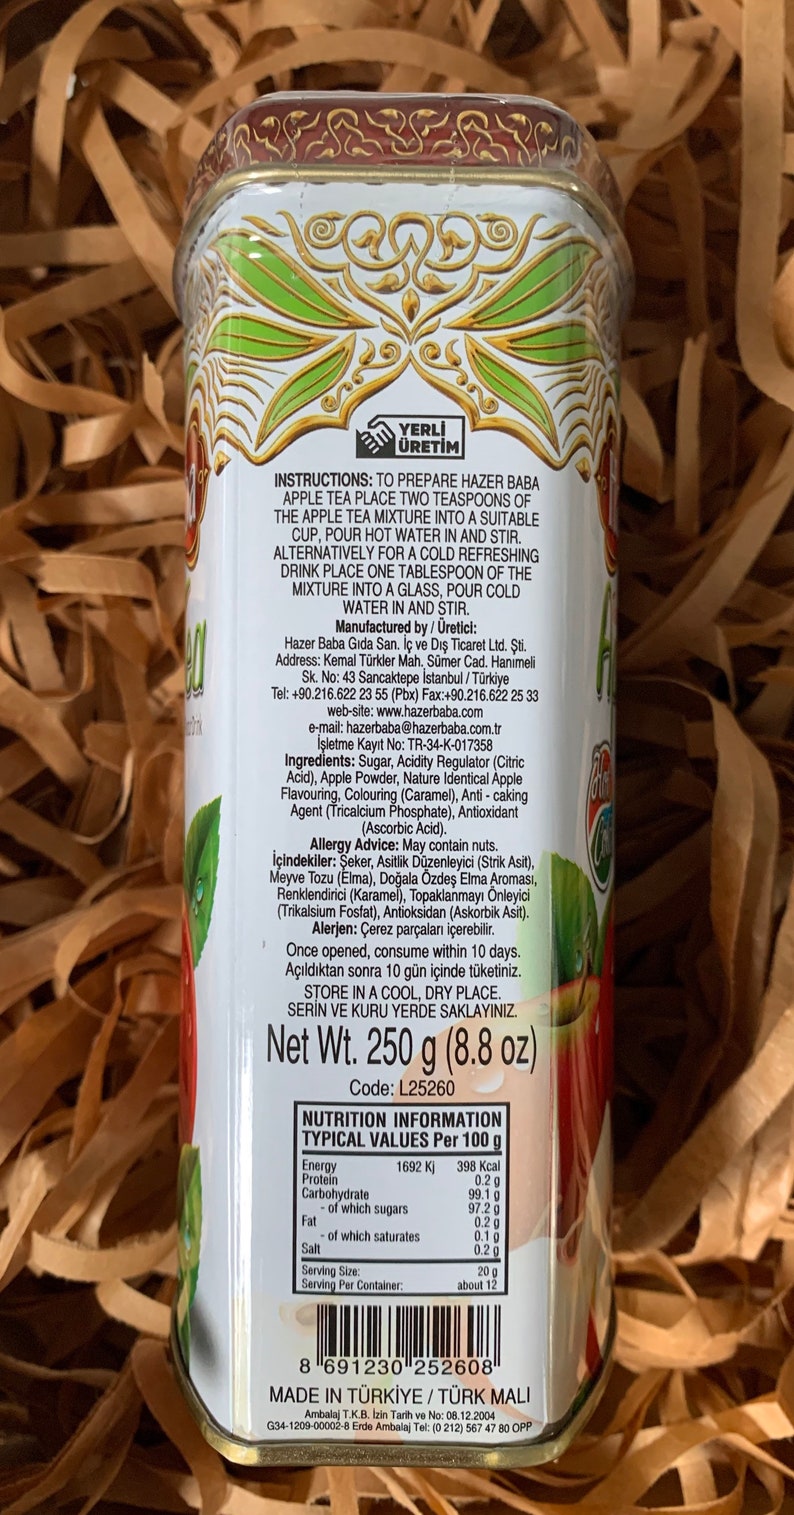 YERLİ
ÜRETİM
INSTRUCTIONS: TO PREPARE HAZER BABA
APPLE TEA PLACE TWO TEASPOONS OF
THE APPLE TEA MIXTURE INTO A SUITABLE
CUP, POUR HOT WATER IN AND STIR.
ALTERNATIVELY FOR A COLD REFRESHING
DRINK PLACE ONE TABLESPOON OF THE
MIXTURE INTO A GLASS, POUR COLD
WATER IN AND STIR.
Manufactured by / Üretici:
Hazer Baba Gıda San. İç ve Dış Ticaret Ltd. Şti.
Address: Kemal Türkler Mah. Sümer Cad. Hanımeli
Sk. No: 43 Sancaktepe İstanbul / Türkiye
Tel: +90.216.622 23 55 (Pbx) Fax:+90.216.622 25 33
web-site: www.hazerbaba.com
e-mail: hazerbaba@hazerbaba.com.tr
İşletme Kayıt No: TR-34-K-017358
Ingredients: Sugar, Acidity Regulator (Citric
Acid), Apple Powder, Nature Identical Apple
Flavouring, Colouring (Caramel), Anti - caking
Agent (Tricalcium Phosphate), Antioxidant
(Ascorbic Acid).
Allergy Advice: May contain nuts.
İçindekiler: Şeker, Asitlik Düzenleyici (Strik Asit),
Meyve Tozu (Elma), Doğala Özdeş Elma Aroması,
Renklendirici (Karamel), Topaklanmayı Önleyici
(Trikalsium Fosfat), Antioksidan (Askorbik Asit).
Alerjen: Çerez parçaları içerebilir.
Once opened, consume within 10 days.
Açıldıktan sonra 10 gün içinde tüketiniz.
STORE IN A COOL, DRY PLACE.
SERİN VE KURU YERDE SAKLAYINIZ.
Net Wt. 250 g (8.8 oz)
Code: L25260
NUTRITION INFORMATION
TYPICAL VALUES Per 100 g
Energy 1692 Kj 398 Kcal
Protein 0.2 g
Carbohydrate 99.1 g
- of which sugars 97.2 g
Fat 0.2 g
- of which saturates 0.1 g
Salt 0.2 g
Serving Size: 20 g
Serving Per Container: about 12
8 691230 252608
MADE IN TÜRKİYE / TÜRK MALI
Ambalaj T.K.B. İzin Tarih ve No: 08.12.2004
G34-1209-00002-8 Erde Ambalaj Tel: (0 212) 567 47 80 OPP